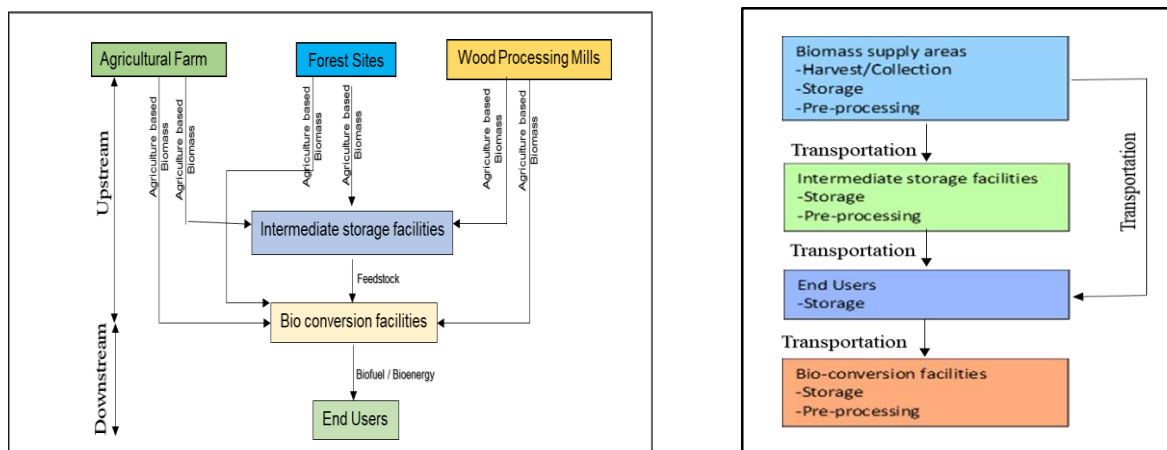 Agricultural Farm
Forest Sites
Wood Processing Mills
Agriculture based
Biomass
Agriculture based
Biomass
Agriculture based
Biomass
Agriculture based
Biomass
Agriculture based
Biomass
Agriculture based
Biomass
Upstream
Intermediate storage facilities
Feedstock
Bio conversion facilities
Downstream
Biofuel / Bioenergy
End Users
Biomass supply areas
-Harvest/Collection
-Storage
-Pre-processing
Transportation
Intermediate storage facilities
-Storage
-Pre-processing
Transportation
Transportation
End Users
-Storage
Transportation
Bio-conversion facilities
-Storage
-Pre-processing